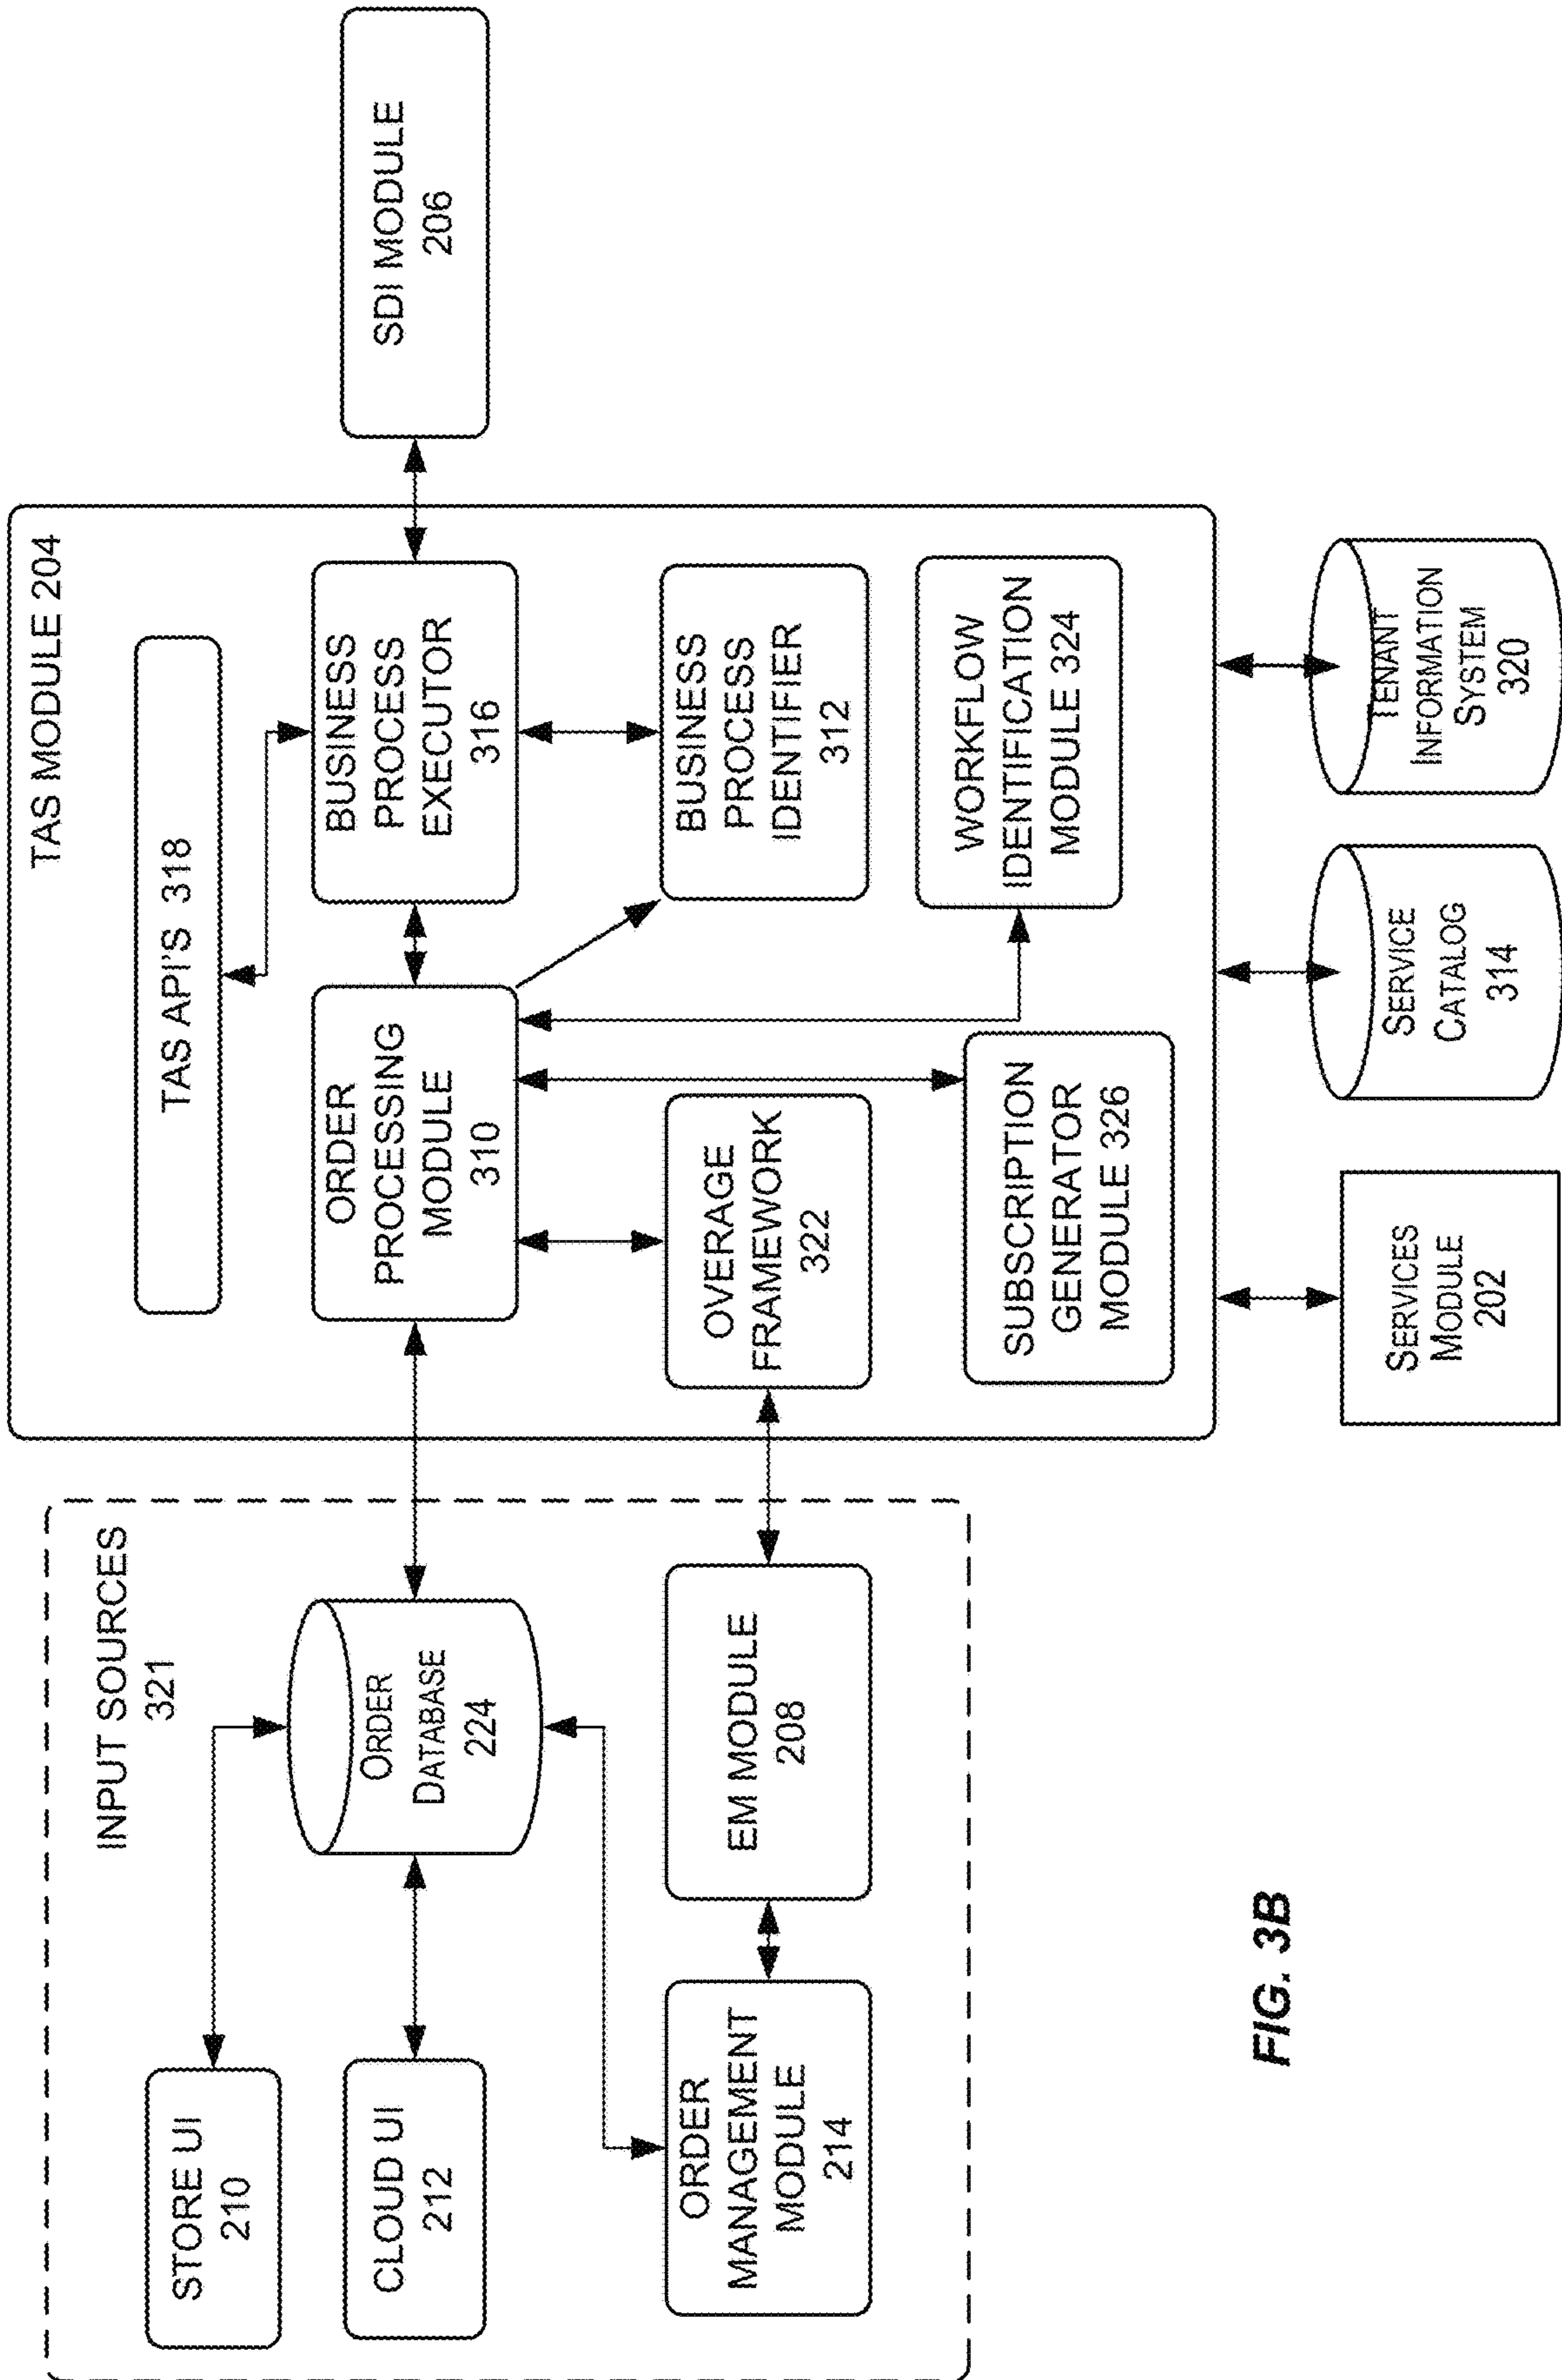 INPUT SOURCES
321
STORE UI
210
CLOUD UI
212
ORDER
MANAGEMENT
MODULE
214
ORDER
DATABASE
224
EM MODULE
208
TAS MODULE 204
TAS API'S 318
ORDER
PROCESSING
MODULE
310
BUSINESS
PROCESS
EXECUTOR
316
OVERAGE
FRAMEWORK
322
BUSINESS
PROCESS
IDENTIFIER
312
SUBSCRIPTION
GENERATOR
MODULE 326
WORKFLOW
IDENTIFICATION
MODULE 324
SDI MODULE
206
SERVICES
MODULE
202
SERVICE
CATALOG
314
TENANT
INFORMATION
SYSTEM
320
FIG. 3B